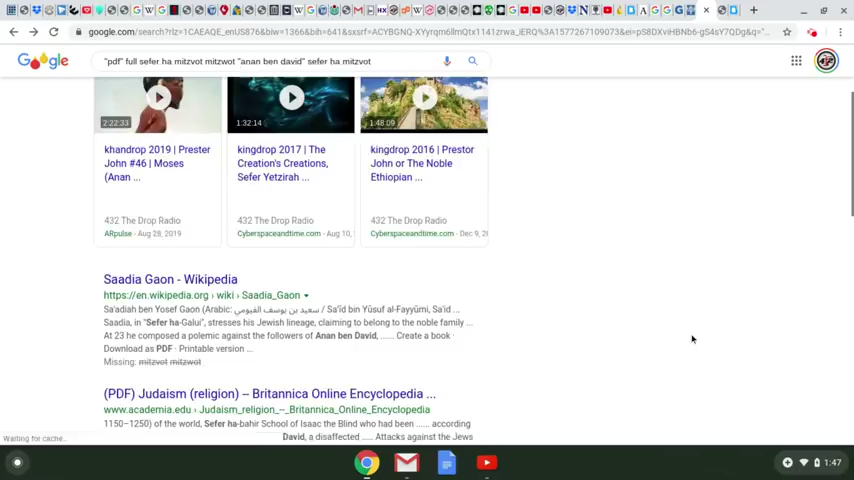 google.com/search?rlz=1CAEAQE_enUS876&biw=1366&bih=641&sxsrf=ACYBGNQ-XYyrqm6llmQtx1141zrwa_iERQ%3A1577267109073&ei=pS8DXviHBNb6-gS4sY7QDg&q="...
Google
"pdf" full sefer ha mitzvot mitzwot "anan ben david" sefer ha mitzvot
2:22:33
1:32:14
1:48:09
khandrop 2019 | Prester John #46 | Moses (Anan ...
kingdrop 2017 | The Creation's Creations, Sefer Yetzirah ...
kingdrop 2016 | Prestor John or The Noble Ethiopian ...
432 The Drop Radio
432 The Drop Radio
432 The Drop Radio
ARpulse - Aug 28, 2019
Cyberspaceandtime.com - Aug 10,
Cyberspaceandtime.com - Dec 9, 20
Saadia Gaon - Wikipedia
https://en.wikipedia.org › wiki › Saadia_Gaon
Sa'adiah ben Yosef Gaon (Arabic: سعيد بن يوسف الفيومي / Sa'īd bin Yūsuf al-Fayyūmi, Sa'id ...
Saadia, in "Sefer ha-Galui", stresses his Jewish lineage, claiming to belong to the noble family ...
At 23 he composed a polemic against the followers of Anan ben David, ...... Create a book ·
Download as PDF · Printable version ...
Missing: mitzvot mitzwot
(PDF) Judaism (religion) -- Britannica Online Encyclopedia ...
www.academia.edu › Judaism_religion_--_Britannica_Online_Encyclopedia
1150–1250) of the world, Sefer ha-bahir School of Isaac the Blind who had been ...... according
Waiting for cache...
David, a disaffected ..... Attacks against the Jews
1:47